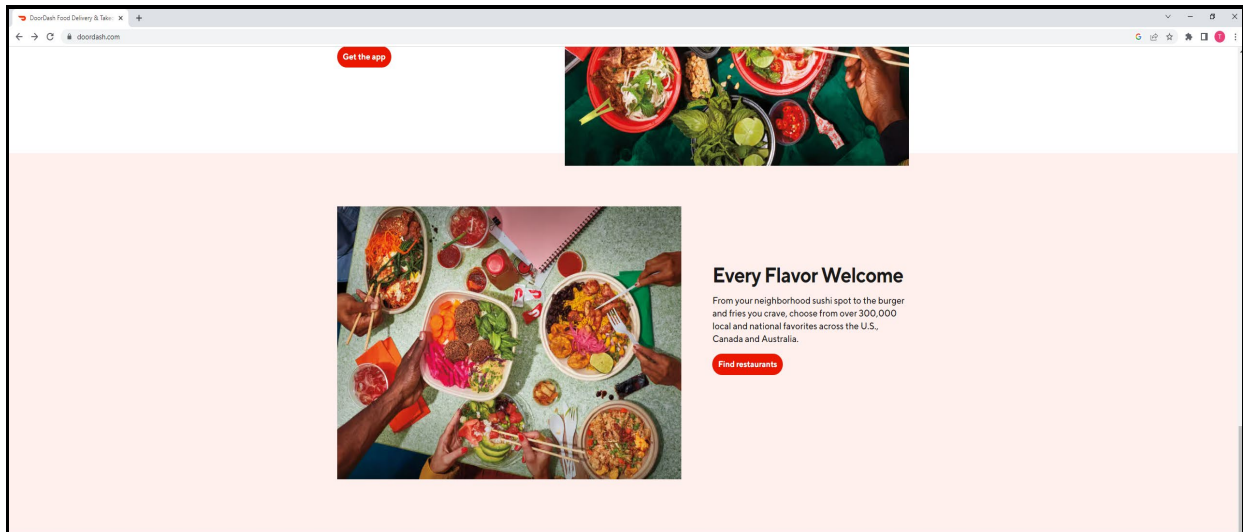 DoorDash Food Delivery & Take
doordash.com
Get the app
Every Flavor Welcome
From your neighborhood sushi spot to the burger
and fries you crave, choose from over 300,000
local and national favorites across the U.S.,
Canada and Australia.
Find restaurants